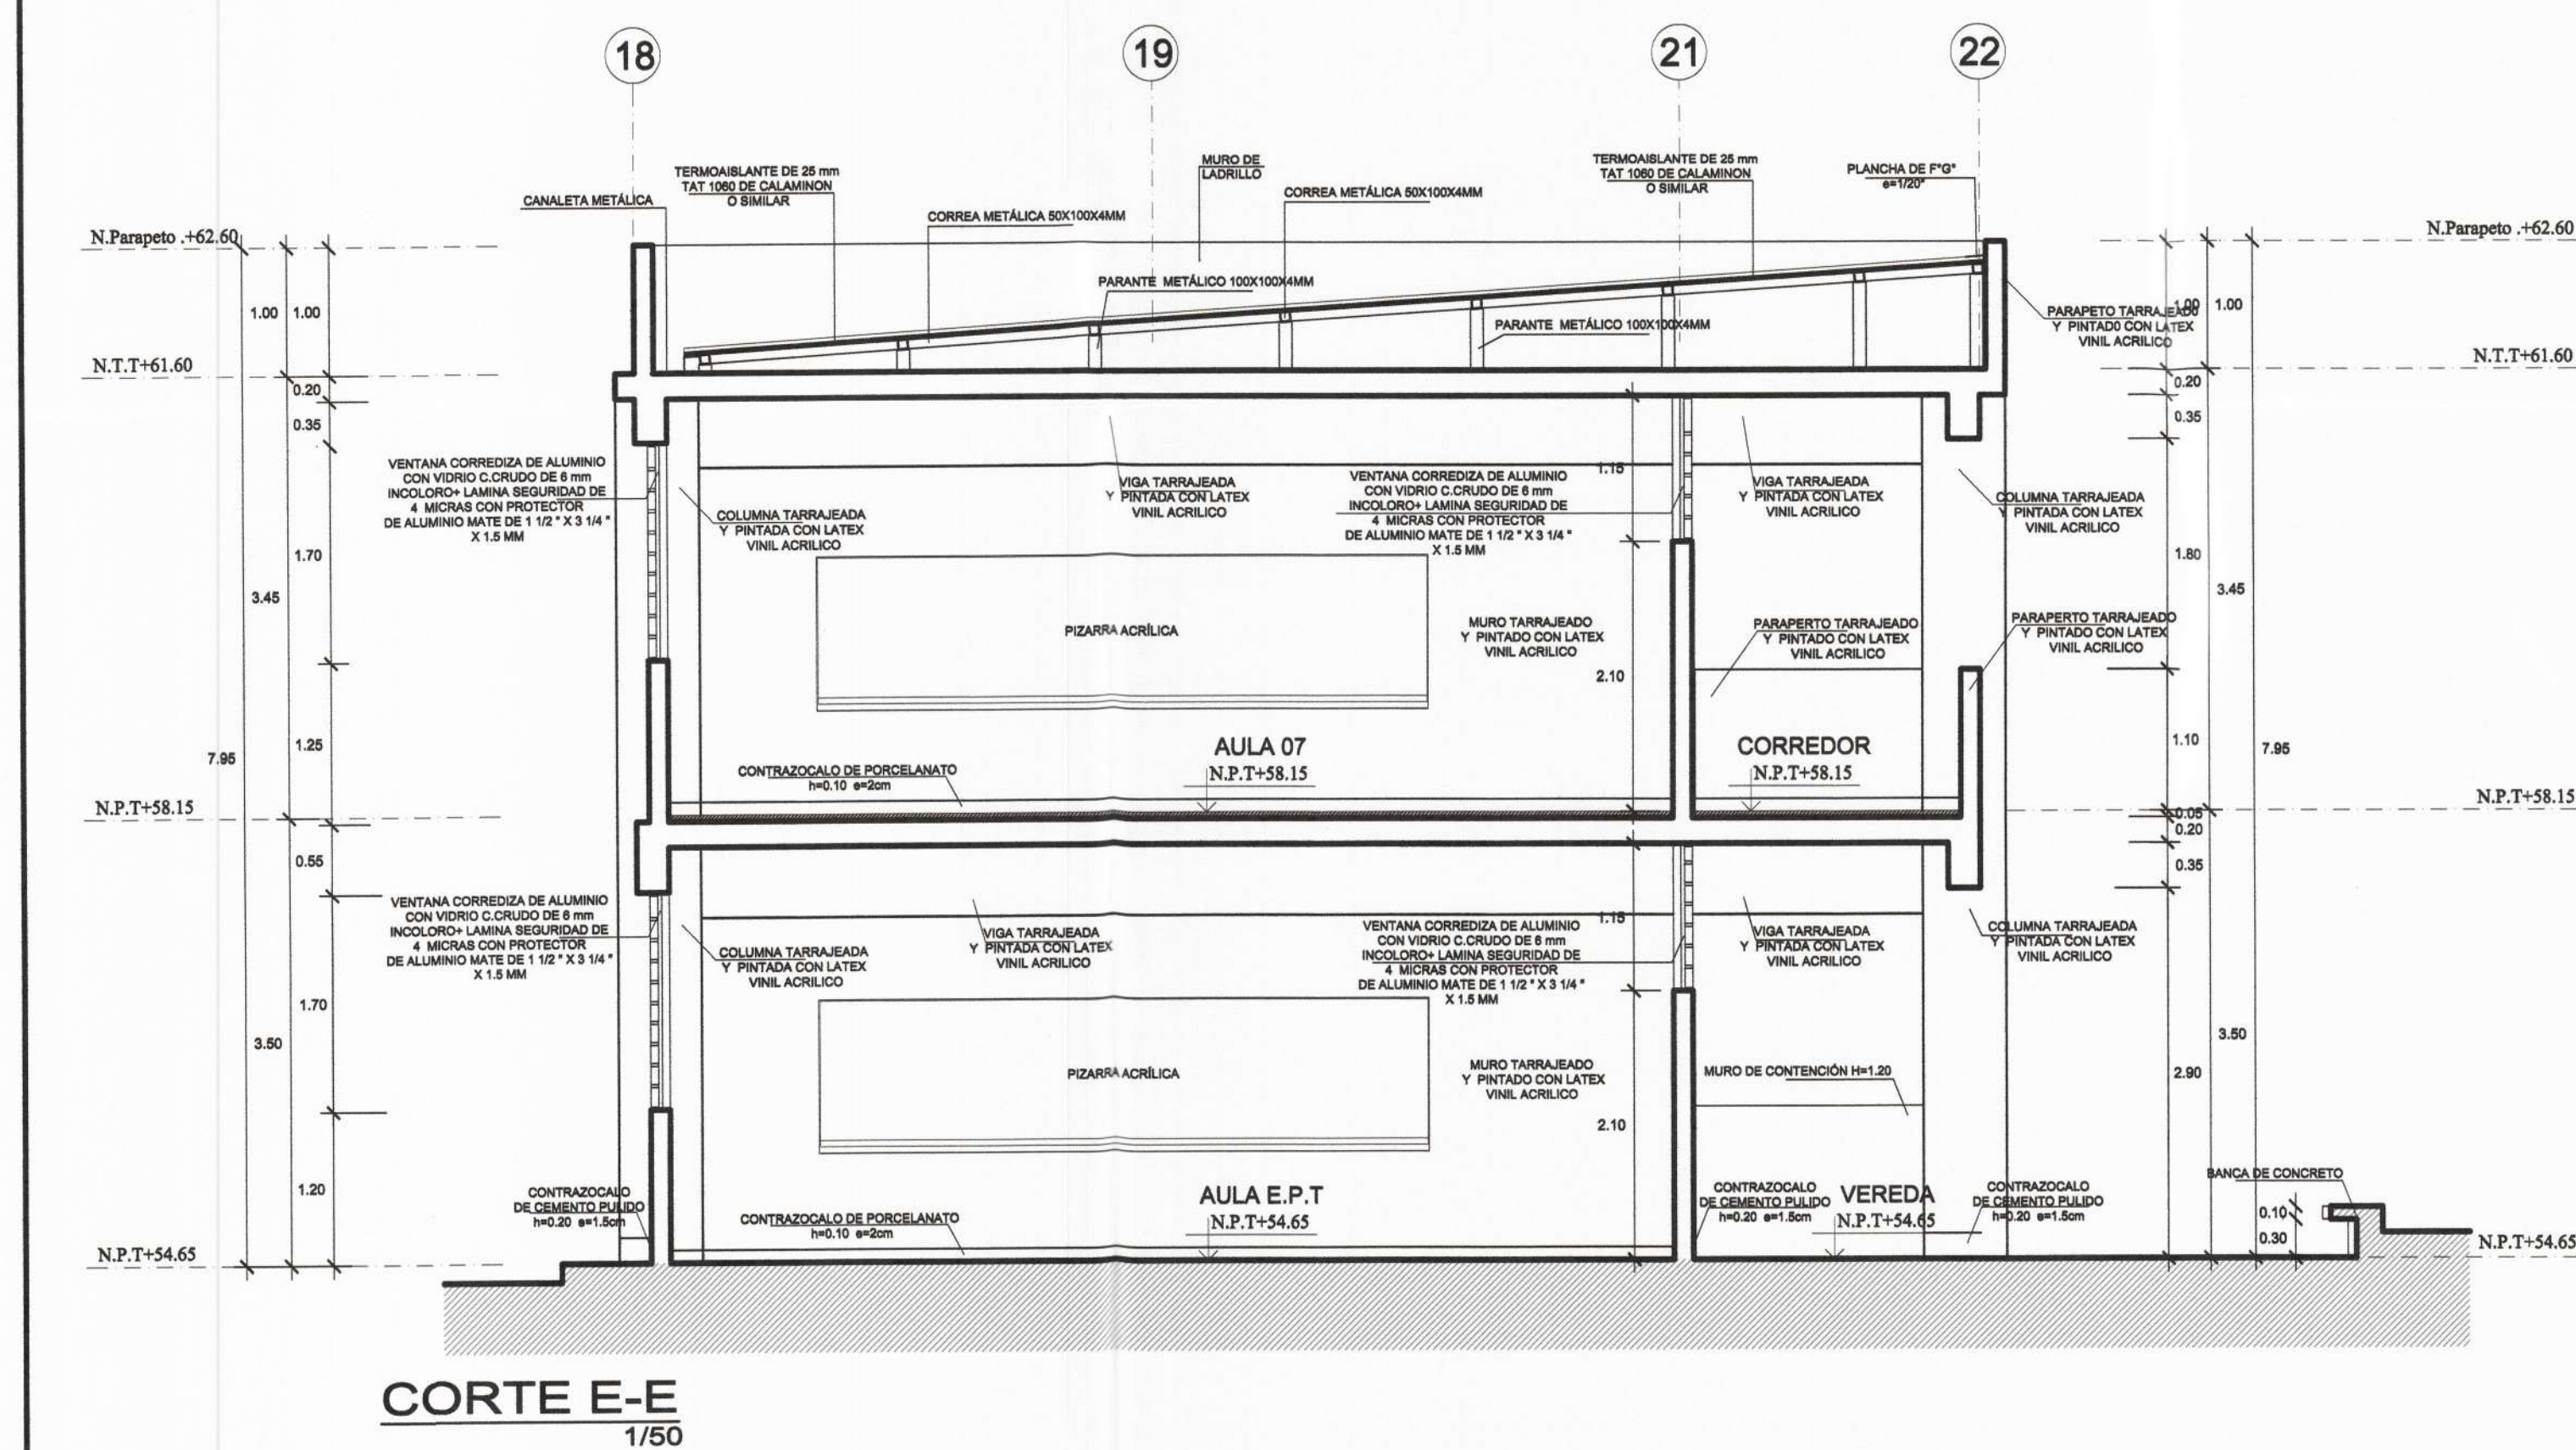 18
19
21
22
MURO DE
LADRILLO
TERMOAISLANTE DE 25 mm
TAT 1060 DE CALAMINON
O SIMILAR
TERMOAISLANTE DE 25 mm
TAT 1060 DE CALAMINON
O SIMILAR
PLANCHA DE F°G°
e=1/20"
CANALETA METÁLICA
CORREA METÁLICA 50X100X4MM
CORREA METÁLICA 50X100X4MM
N.Parapeto .+62.60
N.Parapeto .+62.60
PARANTE METÁLICO 100X100X4MM
PARANTE METÁLICO 100X100X4MM
1.00
1.00
1.00
1.00
PARAPETO TARRAJEADO
Y PINTADO CON LATEX
VINIL ACRILICO
N.T.T+61.60
N.T.T+61.60
0.20
0.35
0.20
0.35
VENTANA CORREDIZA DE ALUMINIO
CON VIDRIO C.CRUDO DE 6 mm
INCOLORO+ LAMINA SEGURIDAD DE
4 MICRAS CON PROTECTOR
DE ALUMINIO MATE DE 1 1/2 " X 3 1/4 "
X 1.5 MM
COLUMNA TARRAJEADA
Y PINTADA CON LATEX
VINIL ACRILICO
VIGA TARRAJEADA
Y PINTADA CON LATEX
VINIL ACRILICO
1.15
VENTANA CORREDIZA DE ALUMINIO
CON VIDRIO C.CRUDO DE 6 mm
INCOLORO+ LAMINA SEGURIDAD DE
4 MICRAS CON PROTECTOR
DE ALUMINIO MATE DE 1 1/2 " X 3 1/4 "
X 1.5 MM
VIGA TARRAJEADA
Y PINTADA CON LATEX
VINIL ACRILICO
COLUMNA TARRAJEADA
Y PINTADA CON LATEX
VINIL ACRILICO
1.70
3.45
1.80
3.45
PIZARRA ACRÍLICA
MURO TARRAJEADO
Y PINTADO CON LATEX
VINIL ACRILICO
2.10
PARAPERTO TARRAJEADO
Y PINTADO CON LATEX
VINIL ACRILICO
PARAPERTO TARRAJEADO
Y PINTADO CON LATEX
VINIL ACRILICO
7.95
1.25
1.10
7.95
AULA 07
N.P.T+58.15
CORREDOR
N.P.T+58.15
CONTRAZOCALO DE PORCELANATO
h=0.10 e=2cm
N.P.T+58.15
N.P.T+58.15
0.05
0.20
0.35
0.55
VENTANA CORREDIZA DE ALUMINIO
CON VIDRIO C.CRUDO DE 6 mm
INCOLORO+ LAMINA SEGURIDAD DE
4 MICRAS CON PROTECTOR
DE ALUMINIO MATE DE 1 1/2 " X 3 1/4 "
X 1.5 MM
COLUMNA TARRAJEADA
Y PINTADA CON LATEX
VINIL ACRILICO
VIGA TARRAJEADA
Y PINTADA CON LATEX
VINIL ACRILICO
1.15
VENTANA CORREDIZA DE ALUMINIO
CON VIDRIO C.CRUDO DE 6 mm
INCOLORO+ LAMINA SEGURIDAD DE
4 MICRAS CON PROTECTOR
DE ALUMINIO MATE DE 1 1/2 " X 3 1/4 "
X 1.5 MM
VIGA TARRAJEADA
Y PINTADA CON LATEX
VINIL ACRILICO
COLUMNA TARRAJEADA
Y PINTADA CON LATEX
VINIL ACRILICO
1.70
3.50
3.50
2.90
PIZARRA ACRÍLICA
MURO TARRAJEADO
Y PINTADO CON LATEX
VINIL ACRILICO
2.10
MURO DE CONTENCIÓN H=1.20
1.20
CONTRAZOCALO
DE CEMENTO PULIDO
h=0.20 e=1.5cm
CONTRAZOCALO DE PORCELANATO
h=0.10 e=2cm
AULA E.P.T
N.P.T+54.65
CONTRAZOCALO
DE CEMENTO PULIDO
h=0.20 e=1.5cm
VEREDA
N.P.T+54.65
CONTRAZOCALO
DE CEMENTO PULIDO
h=0.20 e=1.5cm
BANCA DE CONCRETO
0.10
0.30
N.P.T+54.65
N.P.T+54.65
CORTE E-E
1/50